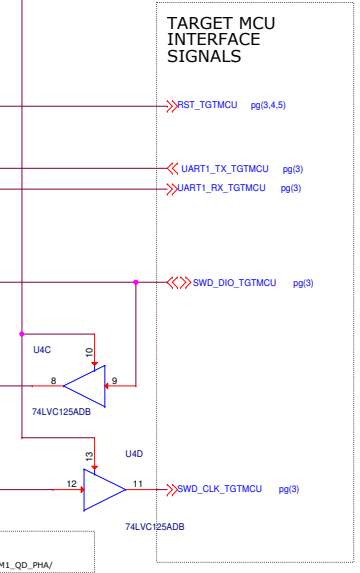 TARGET MCU
INTERFACE
SIGNALS
RST_TGTMCU pg(3,4,5)
UART1_TX_TGTMCU pg(3)
UART1_RX_TGTMCU pg(3)
SWD_DIO_TGTMCU pg(3)
U4C
10
8
9
74LVC125ADB
13
U4D
12
11
SWD_CLK_TGTMCU pg(3)
74LVC125ADB
M1_QD_PHA/